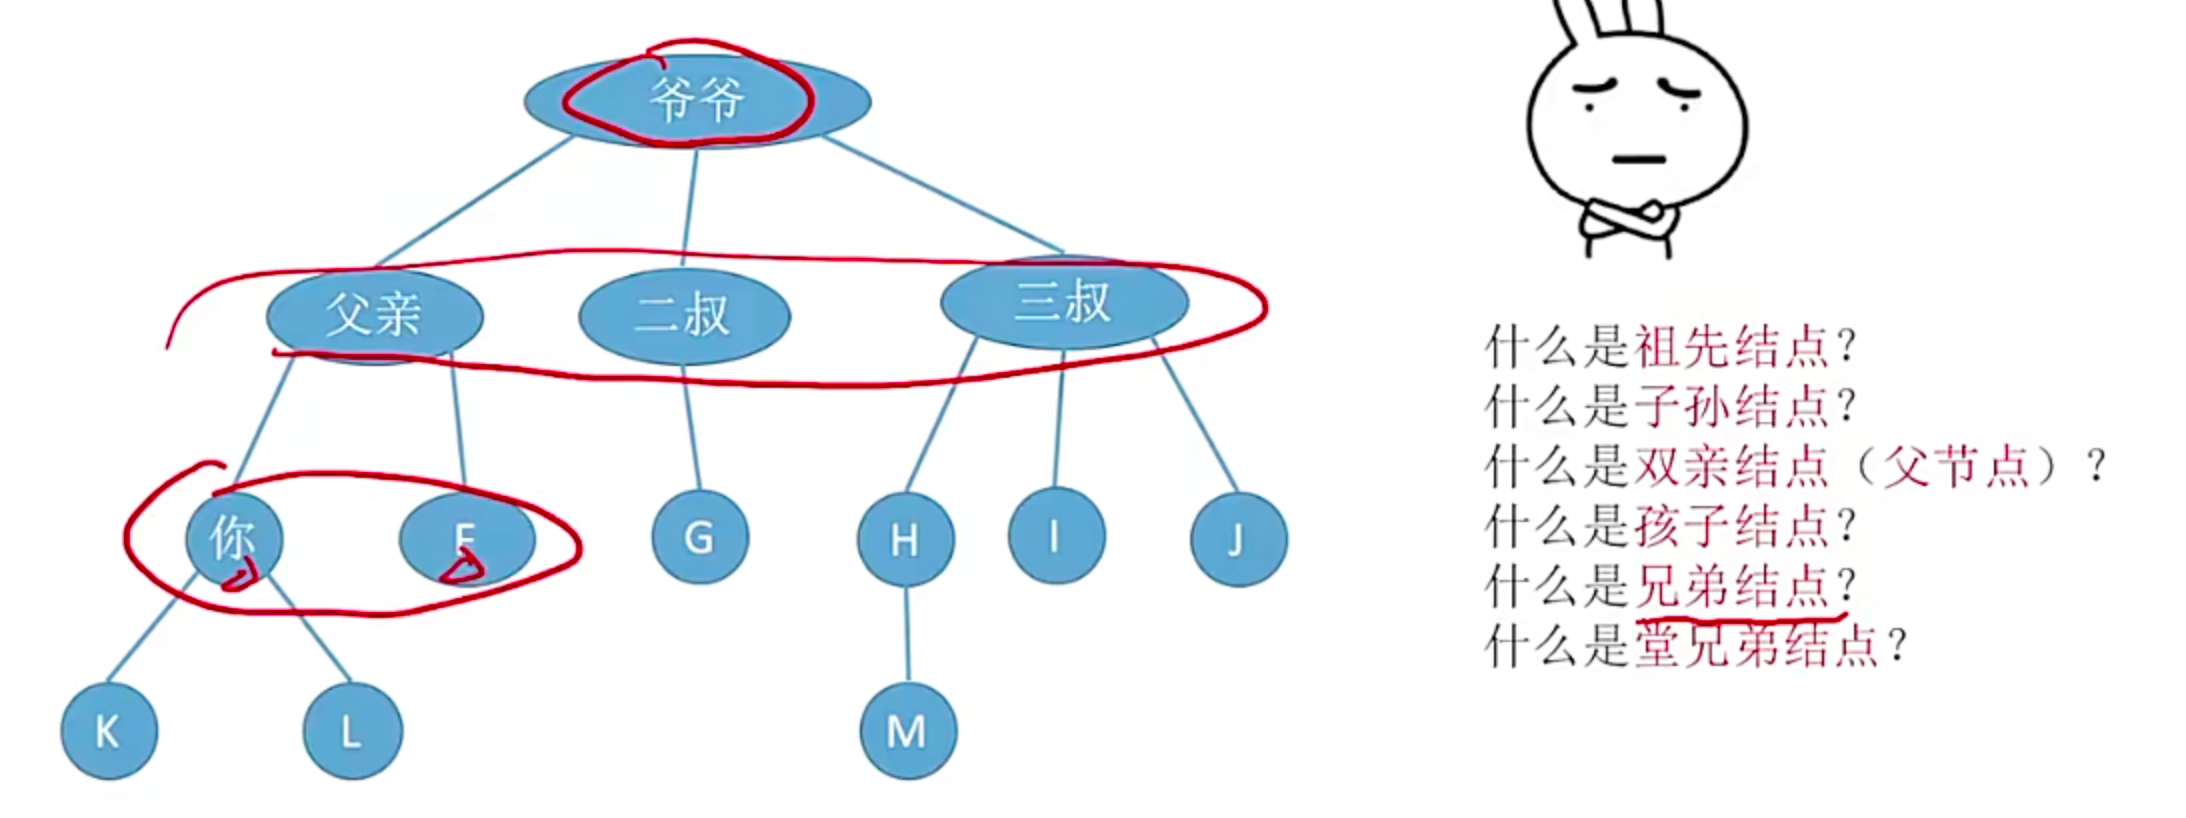 爷爷
父亲 二叔 三叔
你 F G H I J
K L M
什么是祖先结点？
什么是子孙结点？
什么是双亲结点（父节点）？
什么是孩子结点？
什么是兄弟结点？
什么是堂兄弟结点？